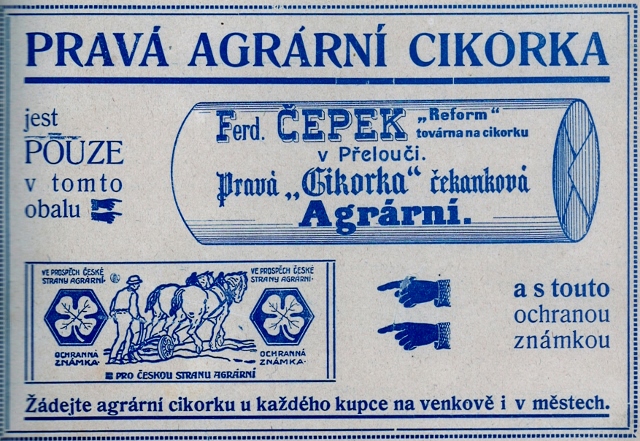 PRAVÁ AGRÁRNÍ CIKORKA
jest
POUZE
v tomto
obalu
Ferd. ČEPEK „Reform“
továrna na cikorku
v Přelouči.
Pravá „Cikorka“ čekanková
Agrární.
VE PROSPĚCH ČESKÉ
STRANY AGRÁRNÍ·
VE PROSPĚCH ČESKÉ
STRANY AGRÁRNÍ·
OCHRANNÁ
ZNÁMKA·
OCHRANNÁ
ZNÁMKA·
PRO ČESKOU STRANU AGRÁRNÍ
a s touto
ochranou
známkou
Žádejte agrární cikorku u každého kupce na venkově i v městech.